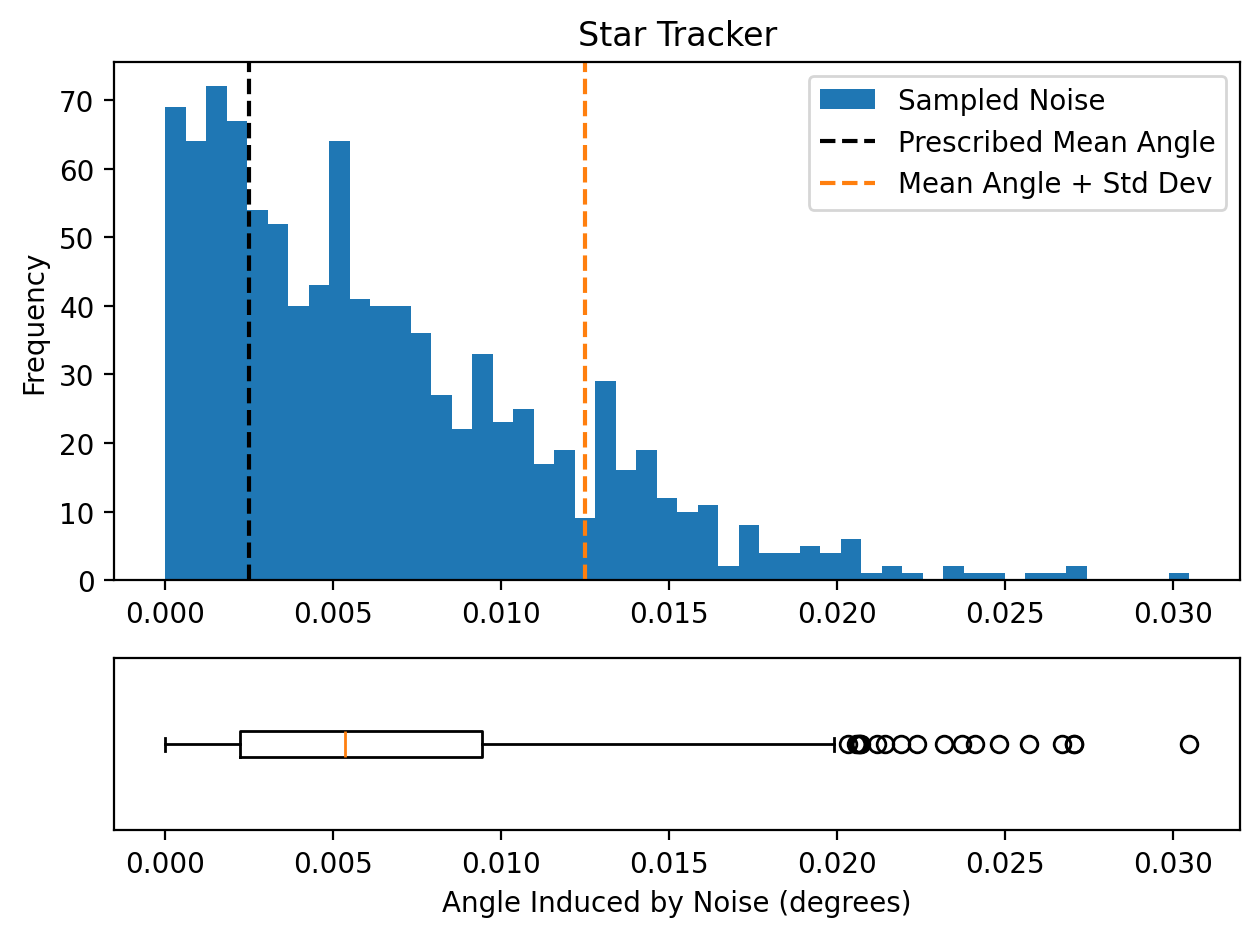 Star Tracker
Sampled Noise
Prescribed Mean Angle
Mean Angle + Std Dev
Frequency
70
60
50
40
30
20
10
0
0.000 0.005 0.010 0.015 0.020 0.025 0.030
0.000 0.005 0.010 0.015 0.020 0.025 0.030
Angle Induced by Noise (degrees)